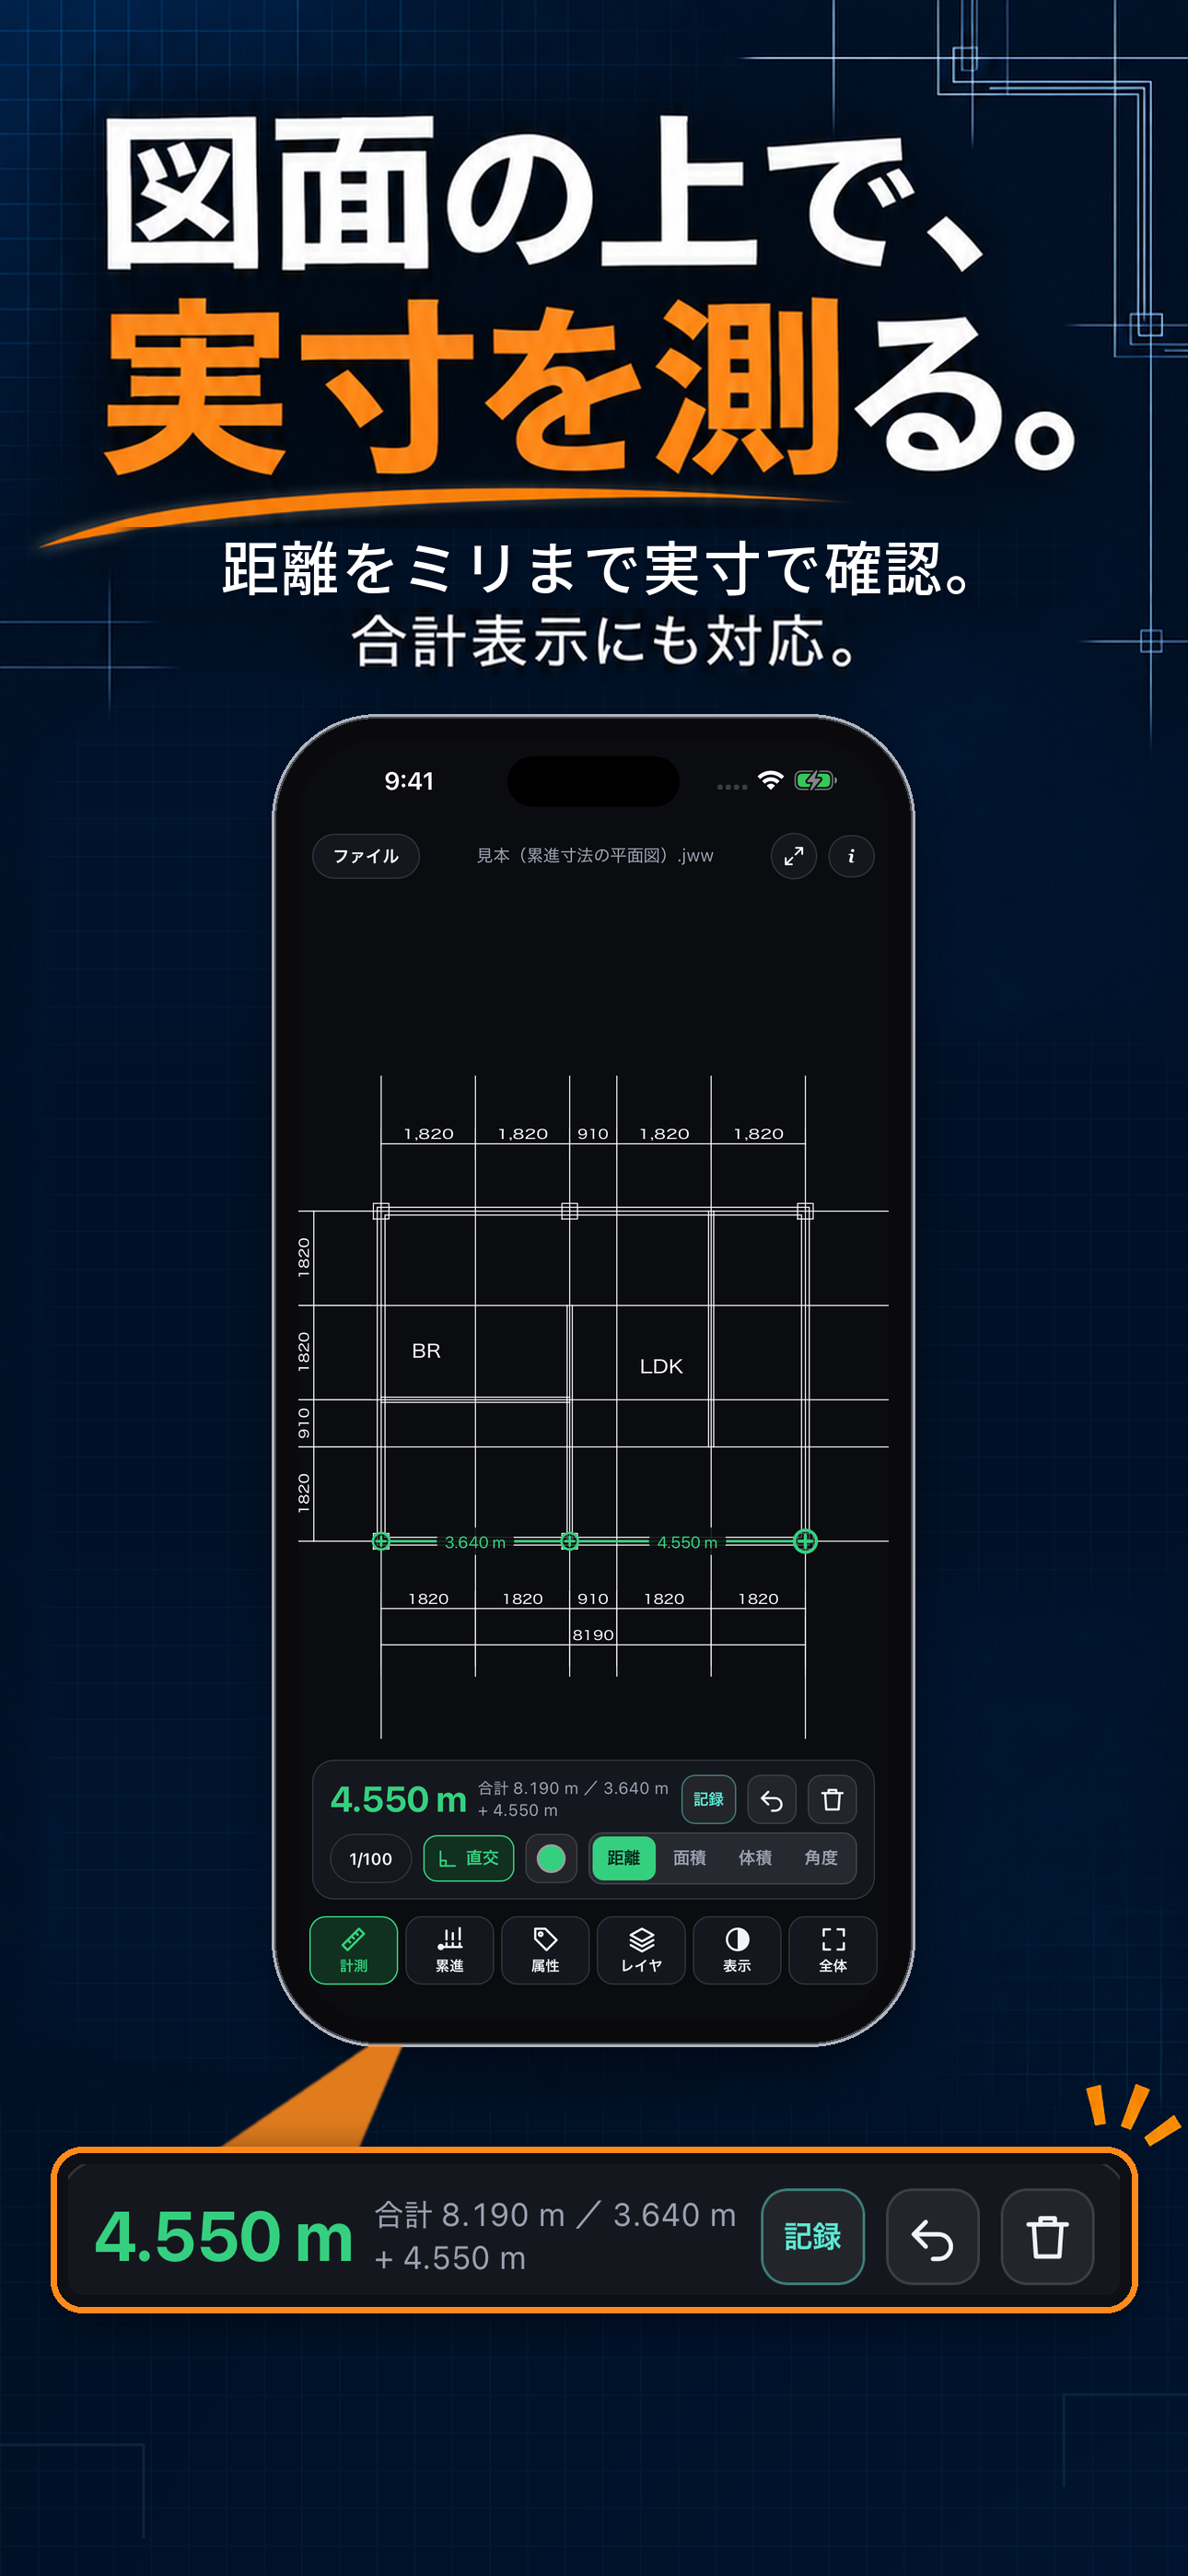 図面の上で、
実寸を測る。
距離をミリまで実寸で確認。
合計表示にも対応。
9:41
ファイル
見本（累進寸法の平面図）.jww
i
1,820 1,820 910 1,820 1,820
1820
1820
910
1820
BR
LDK
3.640 m 4.550 m
1820 1820 910 1820 1820
8190
4.550 m
合計 8.190 m ／ 3.640 m
+ 4.550 m
記録
1/100
直交
距離 面積 体積 角度
計測 累進 属性 レイヤ 表示 全体
4.550 m
合計 8.190 m ／ 3.640 m
+ 4.550 m
記録